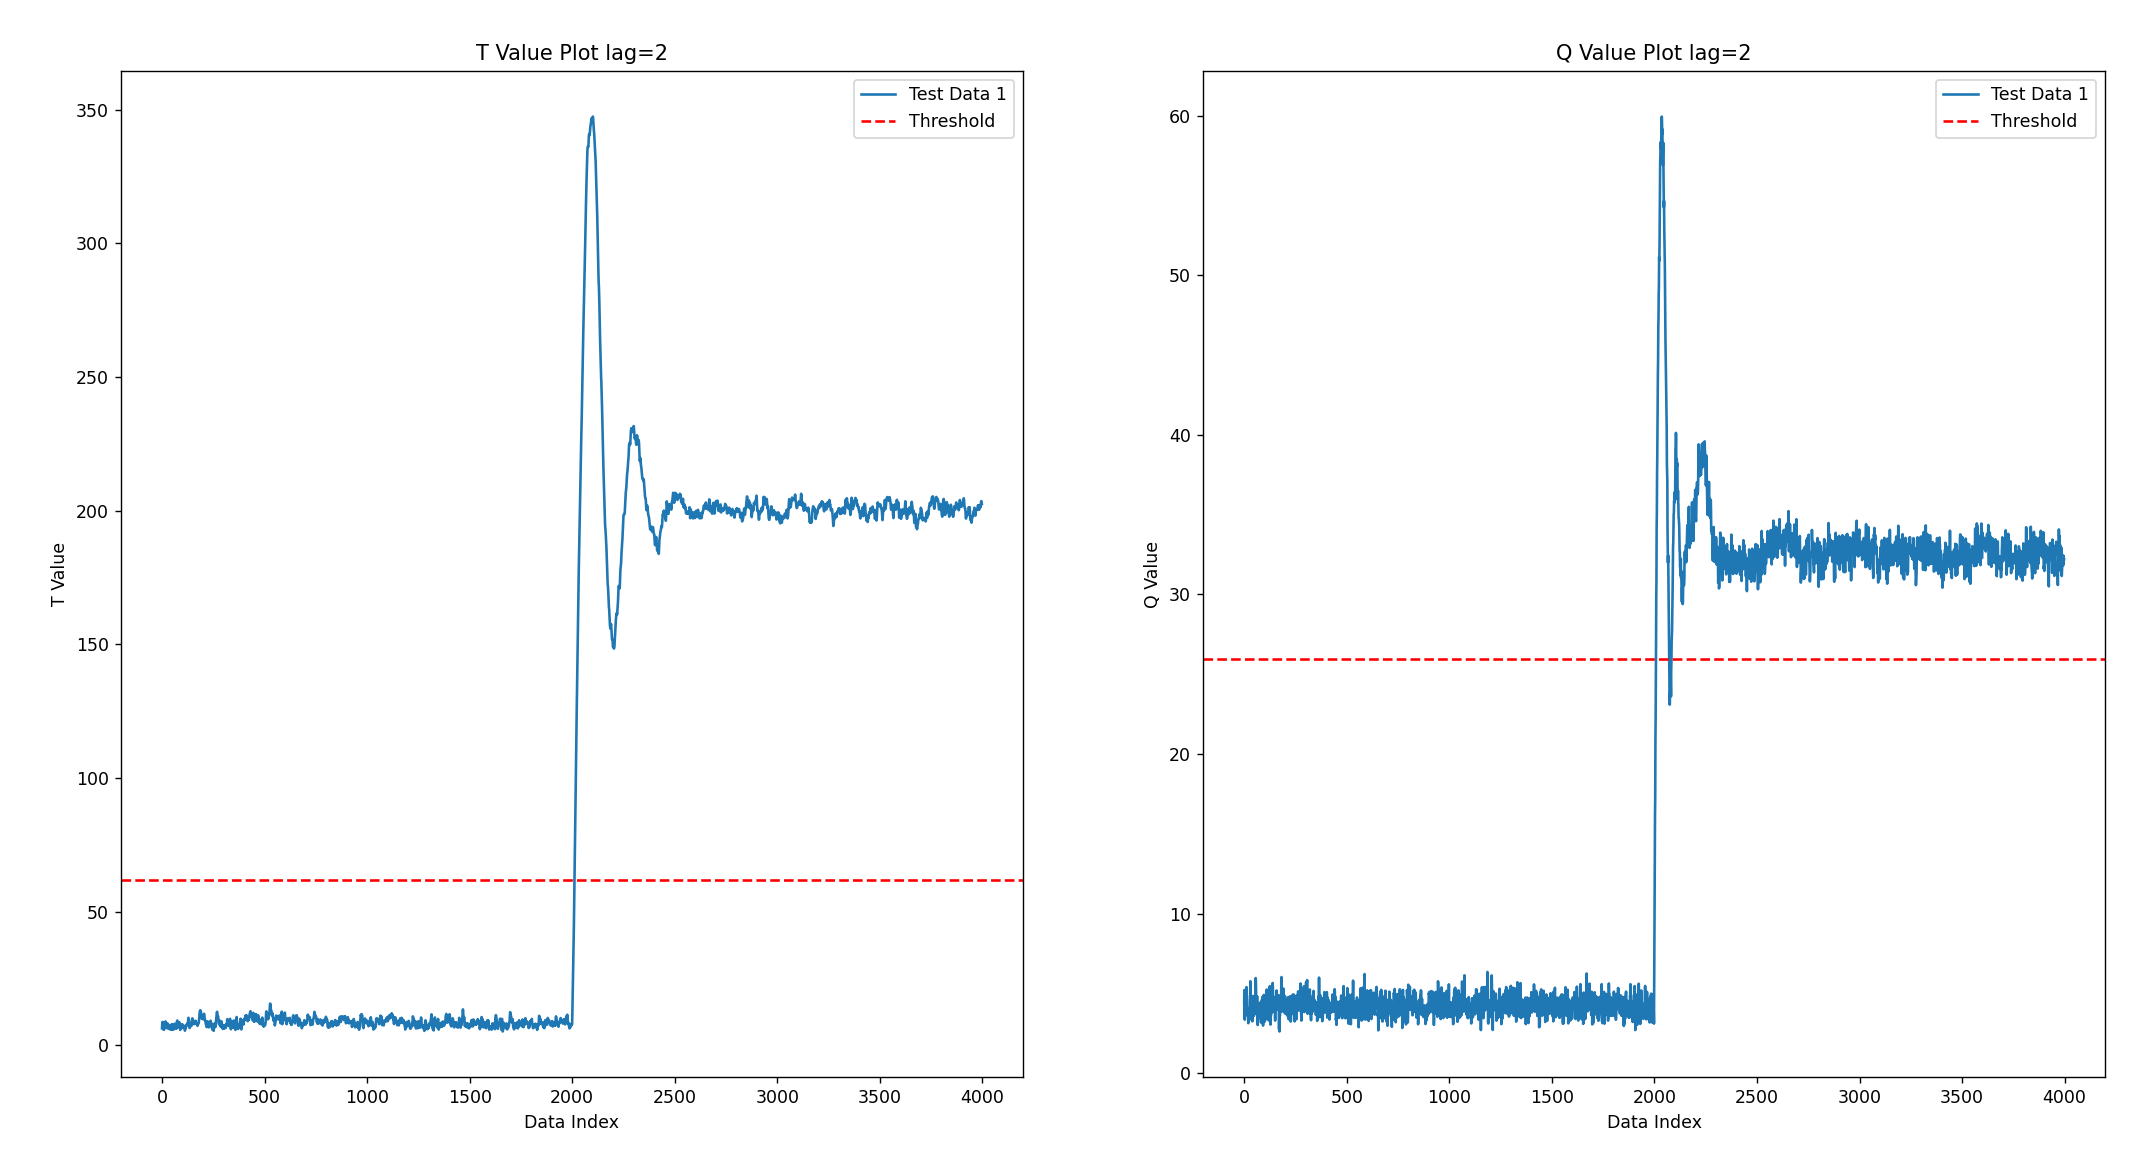 T Value Plot lag=2
Test Data 1
Threshold
350
300
250
200
150
100
50
0
T Value
0 500 1000 1500 2000 2500 3000 3500 4000
Data Index
Q Value Plot lag=2
Test Data 1
Threshold
60
50
40
30
20
10
0
Q Value
0 500 1000 1500 2000 2500 3000 3500 4000
Data Index